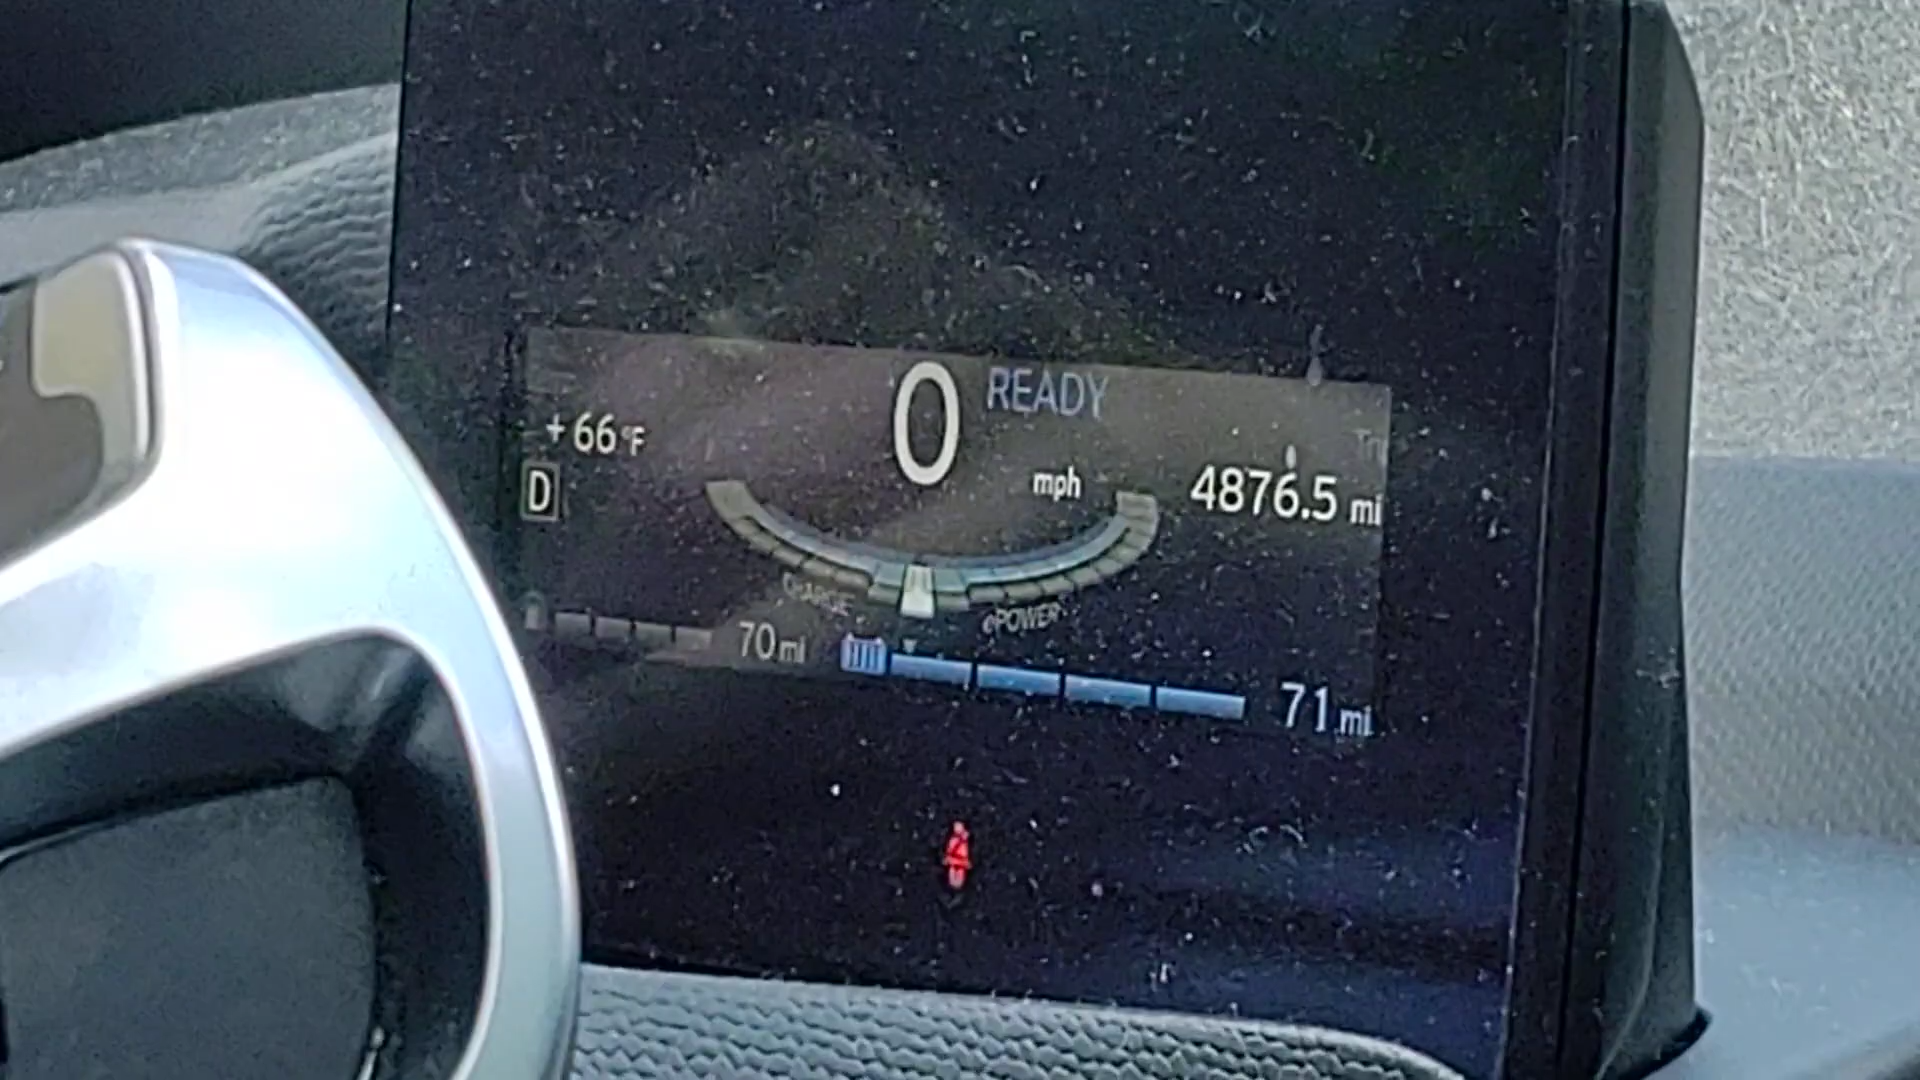 0 READY
+66°F
mph
D
4876.5 mi
CHARGE
ePOWER
70 mi
71 mi